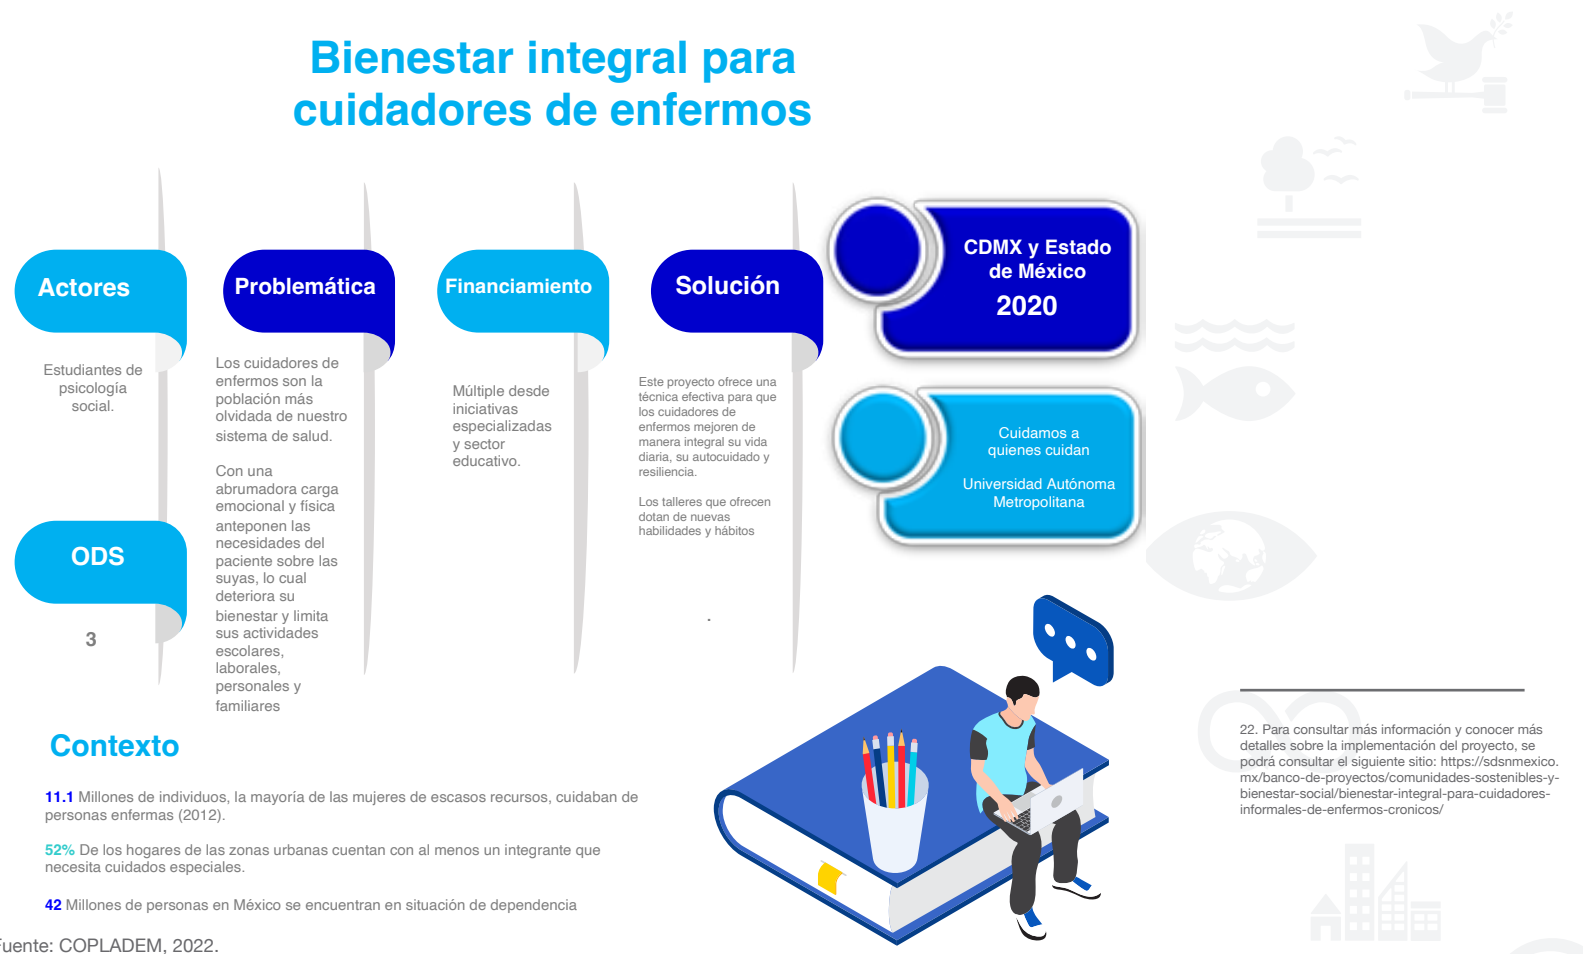 Bienestar integral para
cuidadores de enfermos
Actores
Estudiantes de
psicología
social.
ODS
3
Problemática
Los cuidadores de
enfermos son la
población más
olvidada de nuestro
sistema de salud.
Con una
abrumadora carga
emocional y física
anteponen las
necesidades del
paciente sobre las
suyas, lo cual
deteriora su
bienestar y limita
sus actividades
escolares,
laborales,
personales y
familiares
Financiamiento
Múltiple desde
iniciativas
especializadas
y sector
educativo.
Solución
Este proyecto ofrece una
técnica efectiva para que
los cuidadores de
enfermos mejoren de
manera integral su vida
diaria, su autocuidado y
resiliencia.
Los talleres que ofrecen
dotan de nuevas
habilidades y hábitos
.
CDMX y Estado
de México
2020
Cuidamos a
quienes cuidan
Universidad Autónoma
Metropolitana
Contexto
11.1 Millones de individuos, la mayoría de las mujeres de escasos recursos, cuidaban de
personas enfermas (2012).
52% De los hogares de las zonas urbanas cuentan con al menos un integrante que
necesita cuidados especiales.
42 Millones de personas en México se encuentran en situación de dependencia
Fuente: COPLADEM, 2022.
22. Para consultar más información y conocer más
detalles sobre la implementación del proyecto, se
podrá consultar el siguiente sitio: https://sdsnmexico.
mx/banco-de-proyectos/comunidades-sostenibles-y-
bienestar-social/bienestar-integral-para-cuidadores-
informales-de-enfermos-cronicos/